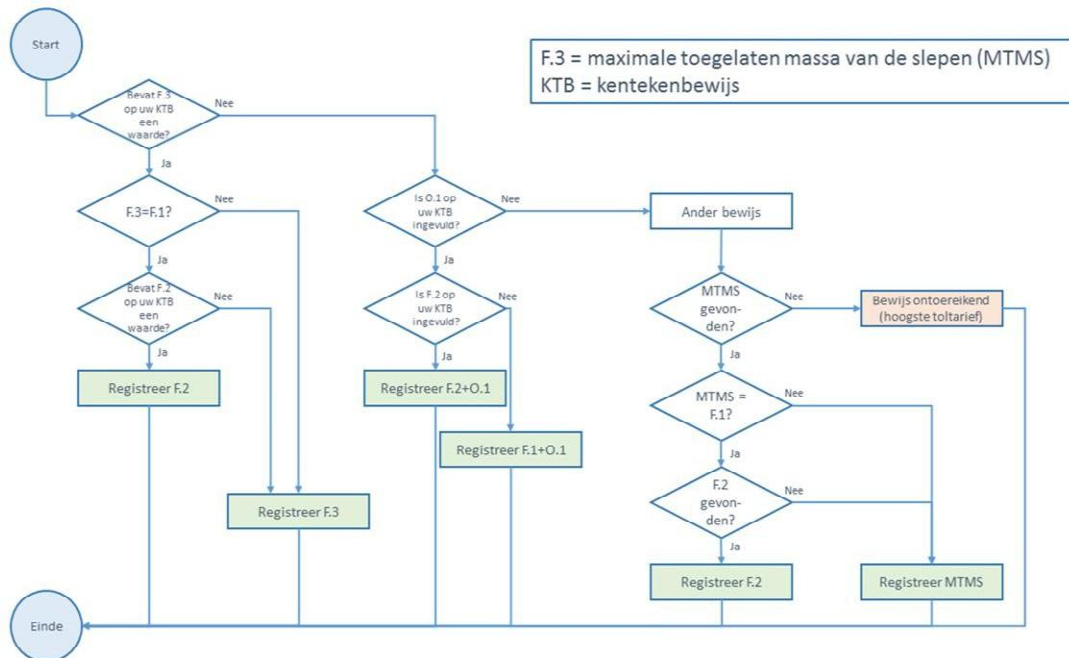 Start
F.3 = maximale toegelaten massa van de slepen (MTMS)
KTB = kentekenbewijs
Bevat F.3
op uw KTB
een
waarde?
Nee
Ja
F.3=F.1?
Nee
Ja
Bevat F.2
op uw KTB
een
waarde?
Nee
Ja
Registreer F.2
Registreer F.3
Is O.1 op
uw KTB
ingevuld?
Nee
Ja
Is F.2 op
uw KTB
ingevuld?
Nee
Ja
Registreer F.2+O.1
Registreer F.1+O.1
Ander bewijs
MTMS
gevon-
den?
Nee
Ja
Bewijs ontoereikend
(hoogste toltarief)
MTMS =
F.1?
Nee
Ja
F.2
gevon-
den?
Nee
Ja
Registreer F.2
Registreer MTMS
Einde